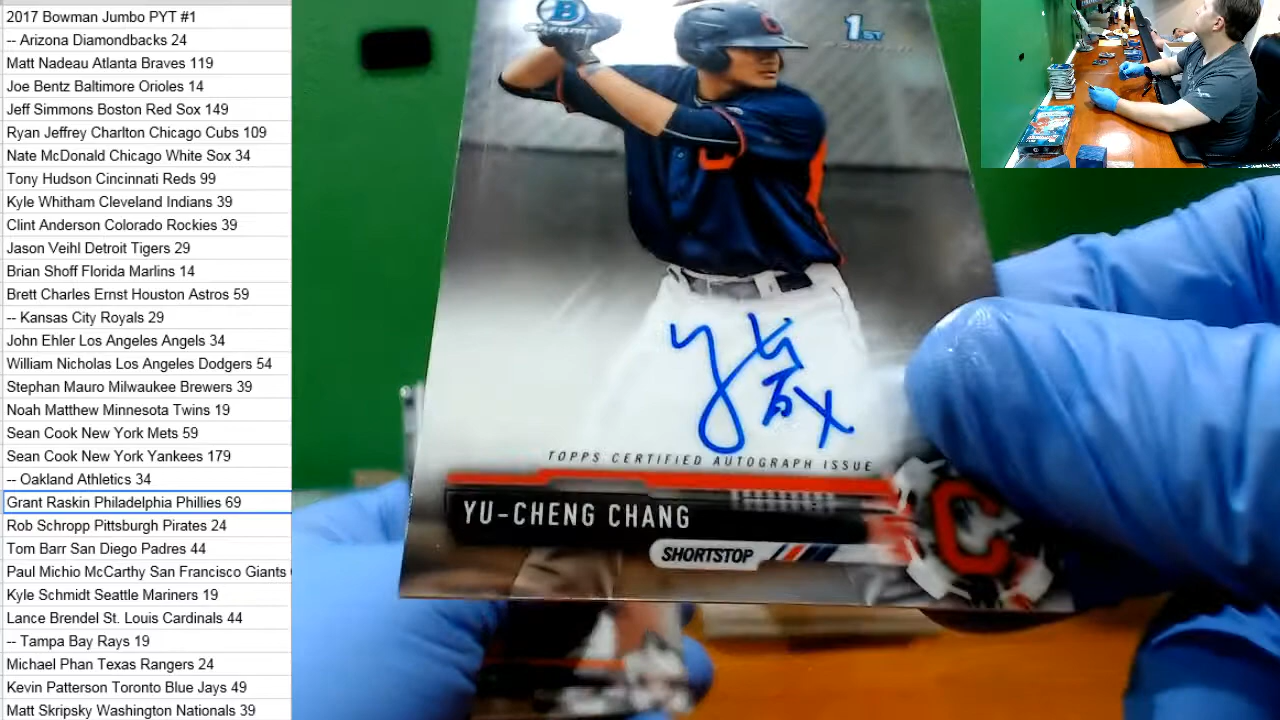 2017 Bowman Jumbo PYT #1
-- Arizona Diamondbacks 24
Matt Nadeau Atlanta Braves 119
Joe Bentz Baltimore Orioles 14
Jeff Simmons Boston Red Sox 149
Ryan Jeffrey Charlton Chicago Cubs 109
Nate McDonald Chicago White Sox 34
Tony Hudson Cincinnati Reds 99
Kyle Whitham Cleveland Indians 39
Clint Anderson Colorado Rockies 39
Jason Veihl Detroit Tigers 29
Brian Shoff Florida Marlins 14
Brett Charles Ernst Houston Astros 59
-- Kansas City Royals 29
John Ehler Los Angeles Angels 34
William Nicholas Los Angeles Dodgers 54
Stephan Mauro Milwaukee Brewers 39
Noah Matthew Minnesota Twins 19
Sean Cook New York Mets 59
Sean Cook New York Yankees 179
-- Oakland Athletics 34
Grant Raskin Philadelphia Phillies 69
Rob Schropp Pittsburgh Pirates 24
Tom Barr San Diego Padres 44
Paul Michio McCarthy San Francisco Giants
Kyle Schmidt Seattle Mariners 19
Lance Brendel St. Louis Cardinals 44
-- Tampa Bay Rays 19
Michael Phan Texas Rangers 24
Kevin Patterson Toronto Blue Jays 49
Matt Skripsky Washington Nationals 39
B
Chrome
C
1ST
BOWMAN
TOPPS CERTIFIED AUTOGRAPH ISSUE
YU-CHENG CHANG
SHORTSTOP
C